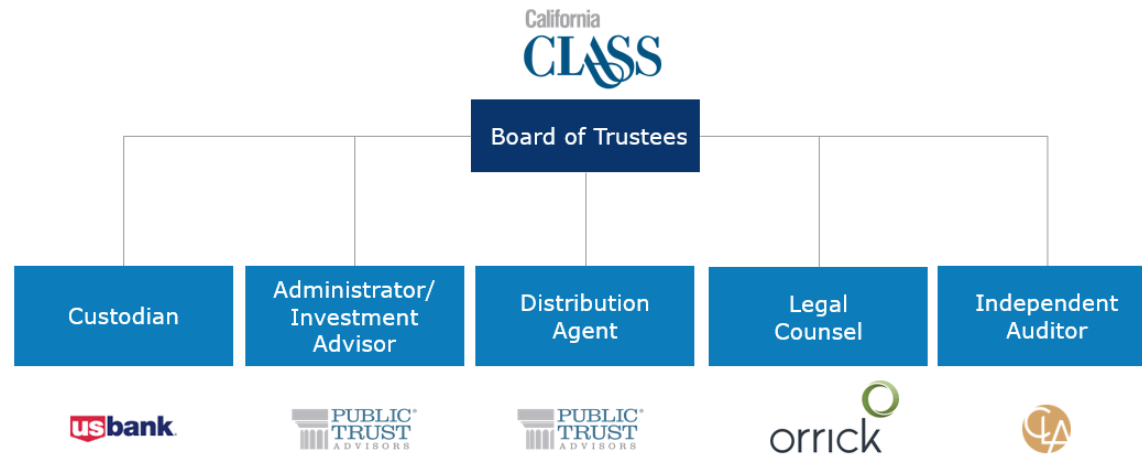 California
CLASS
Board of Trustees
Custodian
Administrator/
Investment
Advisor
Distribution
Agent
Legal
Counsel
Independent
Auditor
usbank.
PUBLIC®
TRUST
ADVISORS
PUBLIC®
TRUST
ADVISORS
orrick
CLA